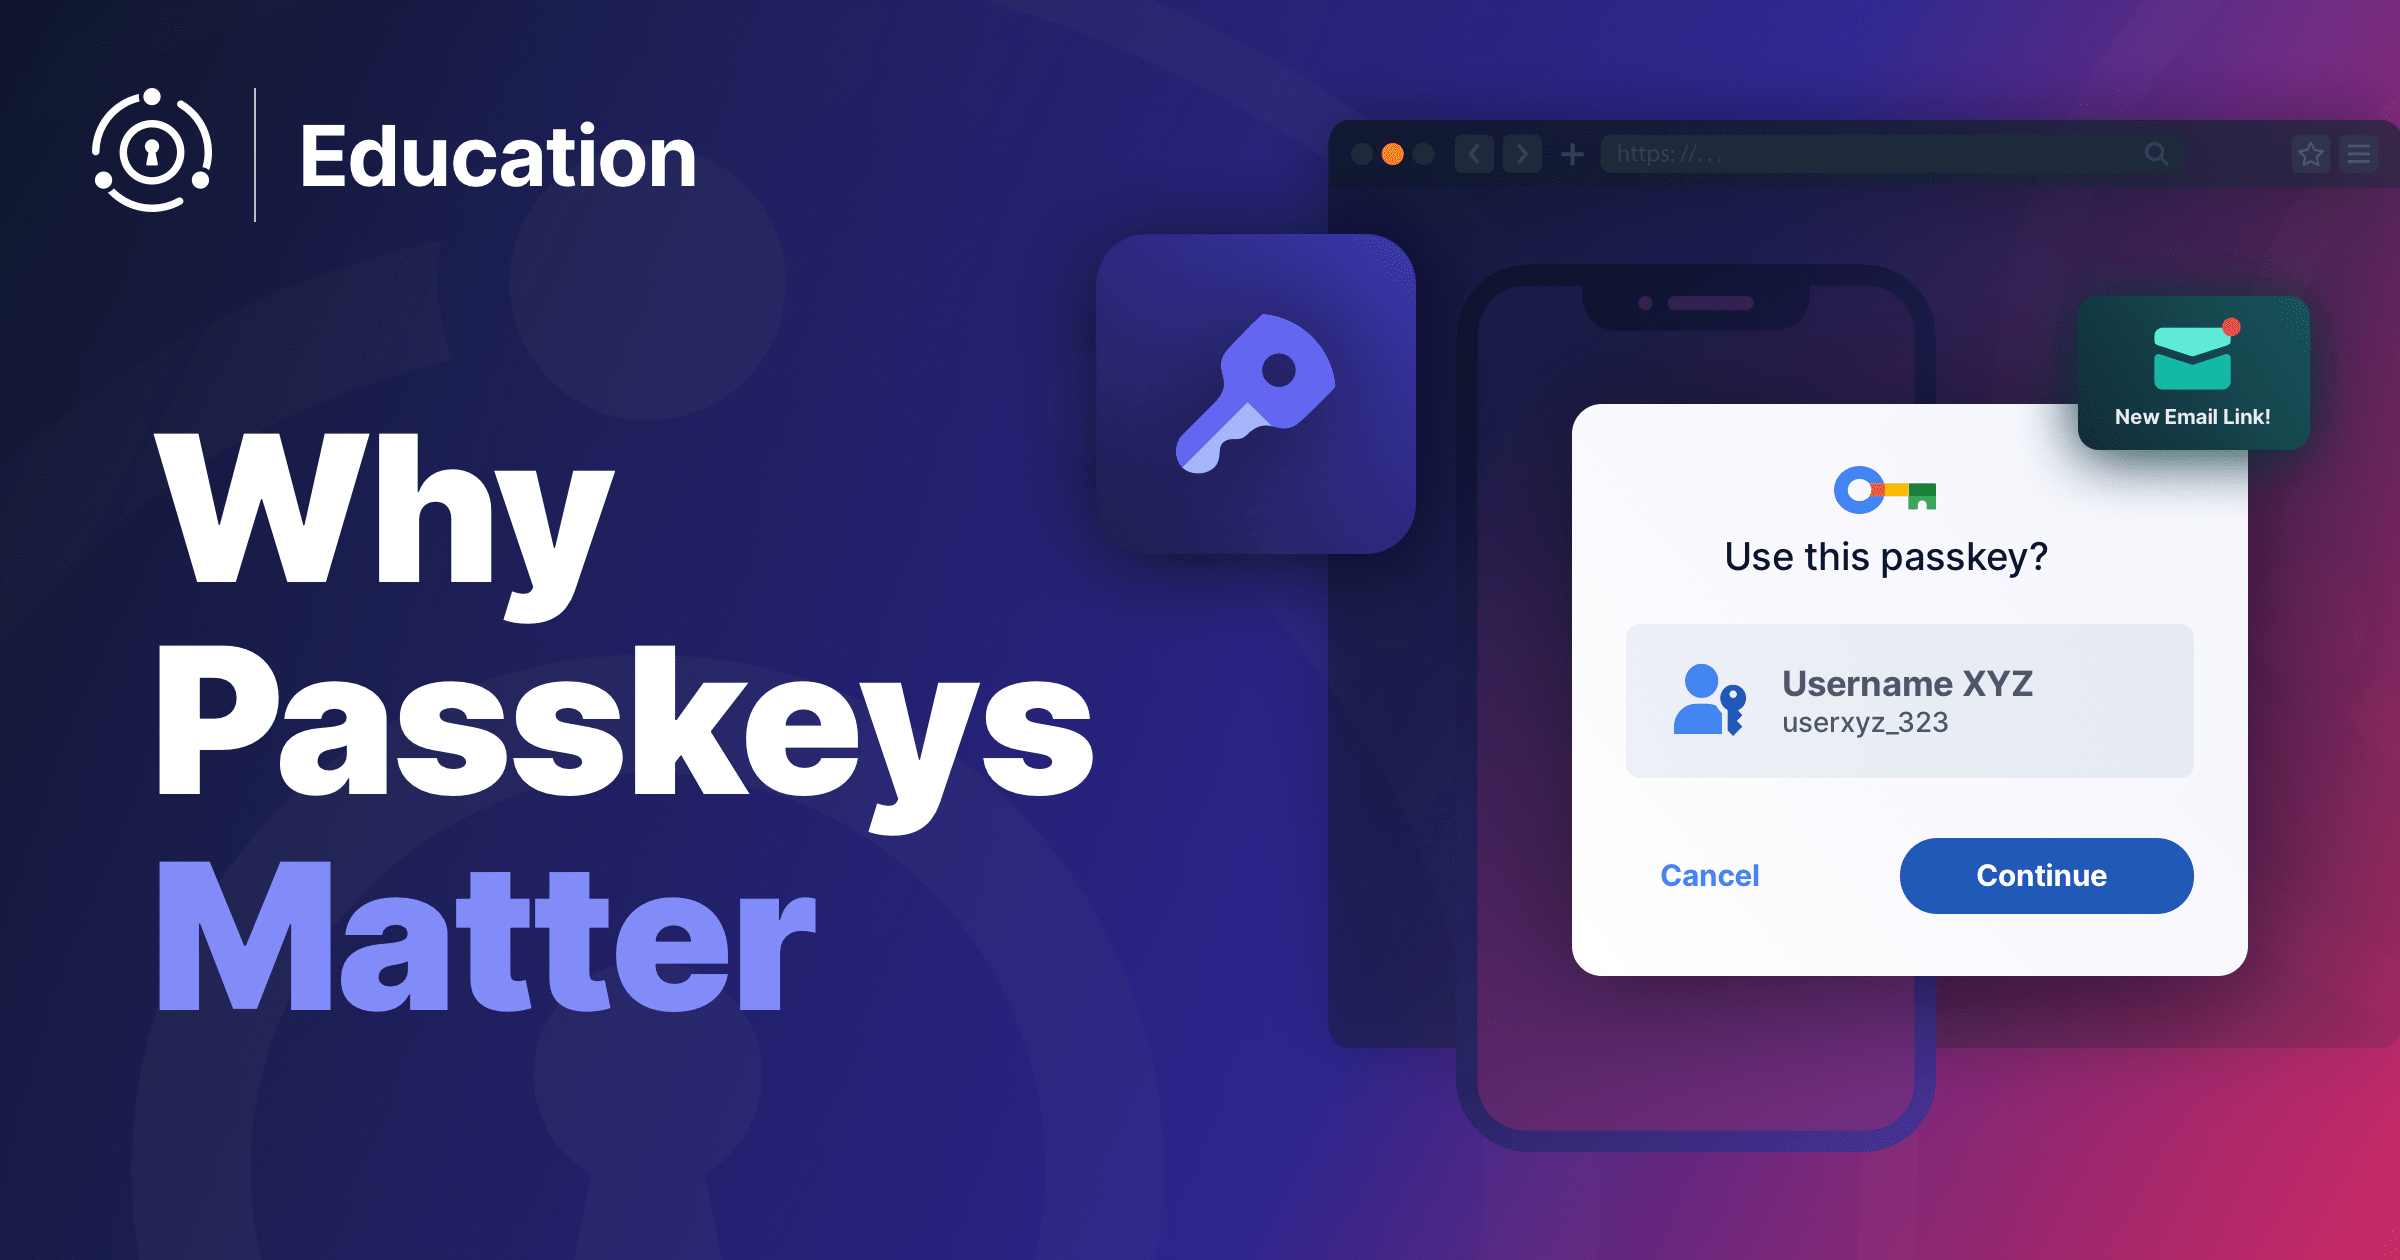 Education
Why
Passkeys
Matter
https: //. . .
New Email Link!
Use this passkey?
Username XYZ
userxyz_323
Cancel
Continue